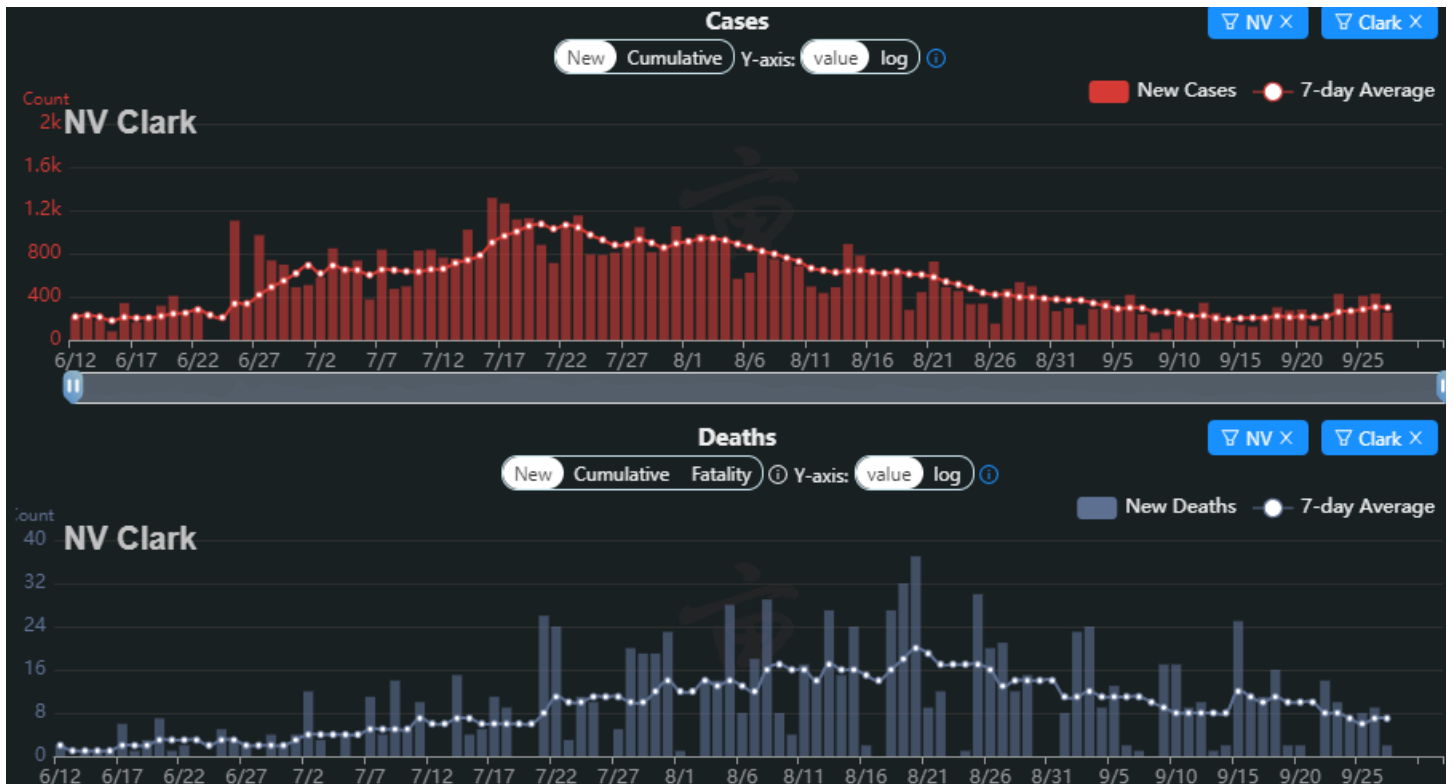 Cases
NV × Clark ×
New Cumulative Y-axis: value log
New Cases 7-day Average
Count
NV Clark
2k
1.6k
1.2k
800
400
0
6/12 6/17 6/22 6/27 7/2 7/7 7/12 7/17 7/22 7/27 8/1 8/6 8/11 8/16 8/21 8/26 8/31 9/5 9/10 9/15 9/20 9/25
Deaths
NV × Clark ×
New Cumulative Fatality Y-axis: value log
New Deaths 7-day Average
ount
NV Clark
40
32
24
16
8
0
6/12 6/17 6/22 6/27 7/2 7/7 7/12 7/17 7/22 7/27 8/1 8/6 8/11 8/16 8/21 8/26 8/31 9/5 9/10 9/15 9/20 9/25